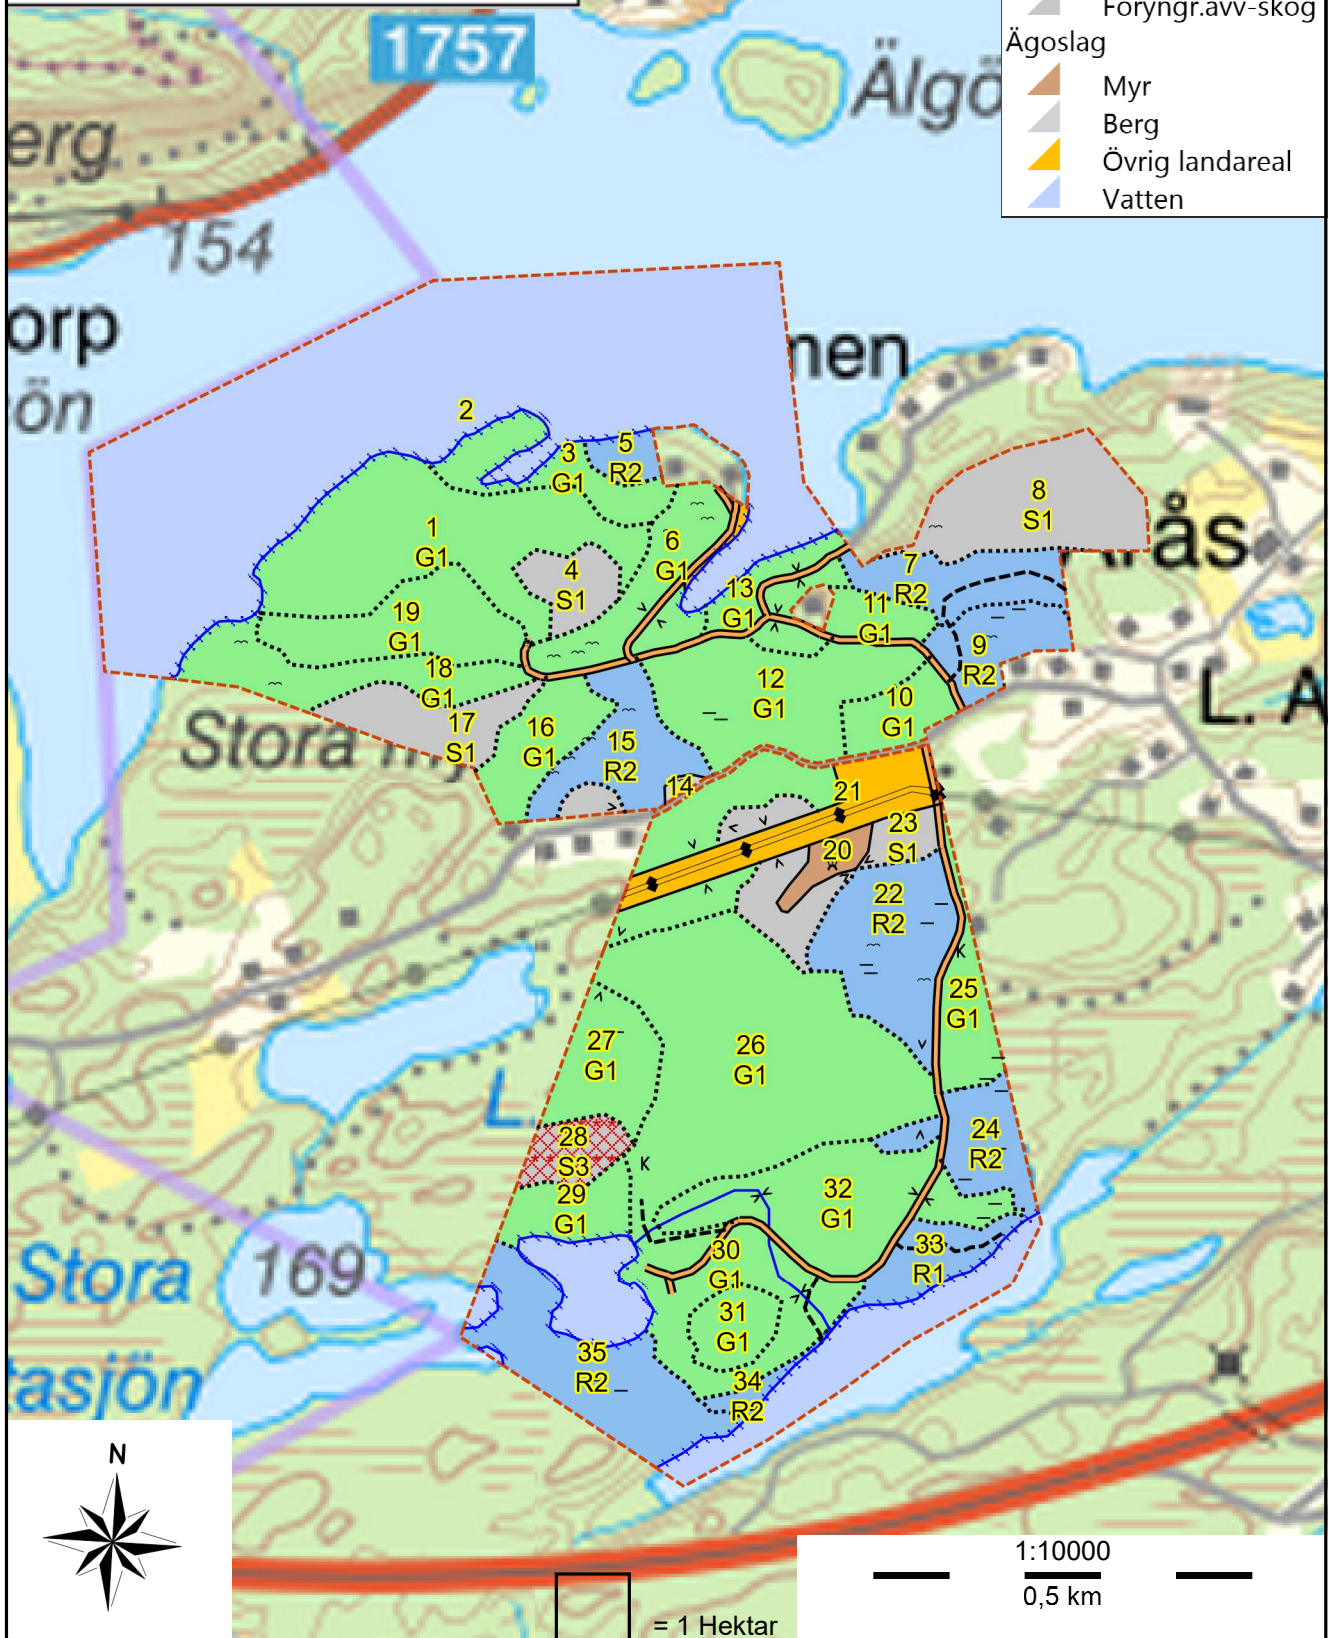 Föryngr.avv-skog
Ägoslag
Myr
Berg
Övrig landareal
Vatten
1757
Älgö
erg
154
orp
ön
men
2
3
G1
5
R2
8
S1
1
G1
6
G1
4
S1
7
R2
13
G1
11
G1
19
G1
9
R2
18
G1
12
G1
10
G1
17
S1
16
G1
15
R2
14
21
20
23
S1
22
R2
25
G1
27
G1
26
G1
28
S3
29
G1
24
R2
32
G1
33
R1
30
G1
31
G1
35
R2
34
R2
ås
L. A
Stora my
L.
Stora
169
tasjön
N
1:10000
0,5 km
= 1 Hektar